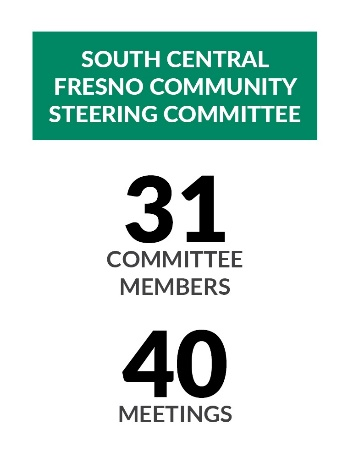 SOUTH CENTRAL
FRESNO COMMUNITY
STEERING COMMITTEE
31
COMMITTEE
MEMBERS
40
MEETINGS